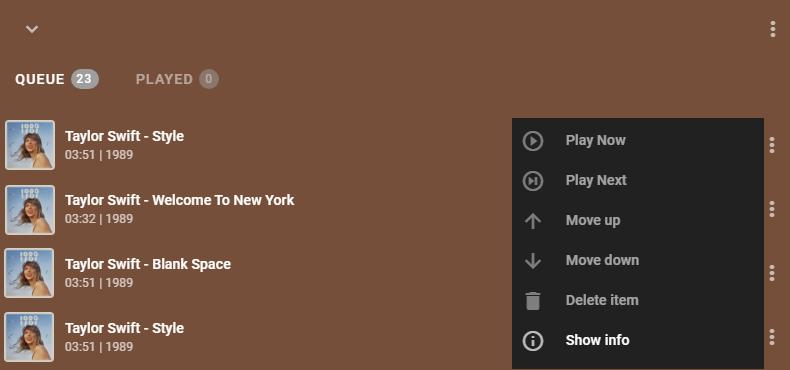 QUEUE 23 PLAYED 0
Taylor Swift - Style
03:51 | 1989
Taylor Swift - Welcome To New York
03:32 | 1989
Taylor Swift - Blank Space
03:51 | 1989
Taylor Swift - Style
03:51 | 1989
Play Now
Play Next
Move up
Move down
Delete item
Show info